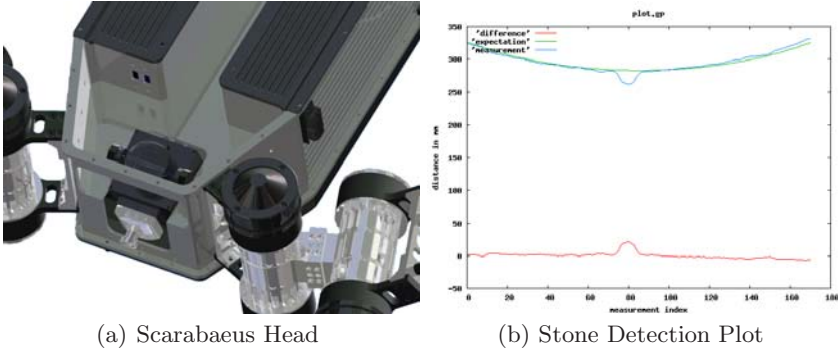 plot.gp
'difference'
'expectation'
'measurement'
350
300
250
200
150
100
50
0
-50
distance in mm
0 20 40 60 80 100 120 140 160 180
measurement index
(a) Scarabaeus Head
(b) Stone Detection Plot